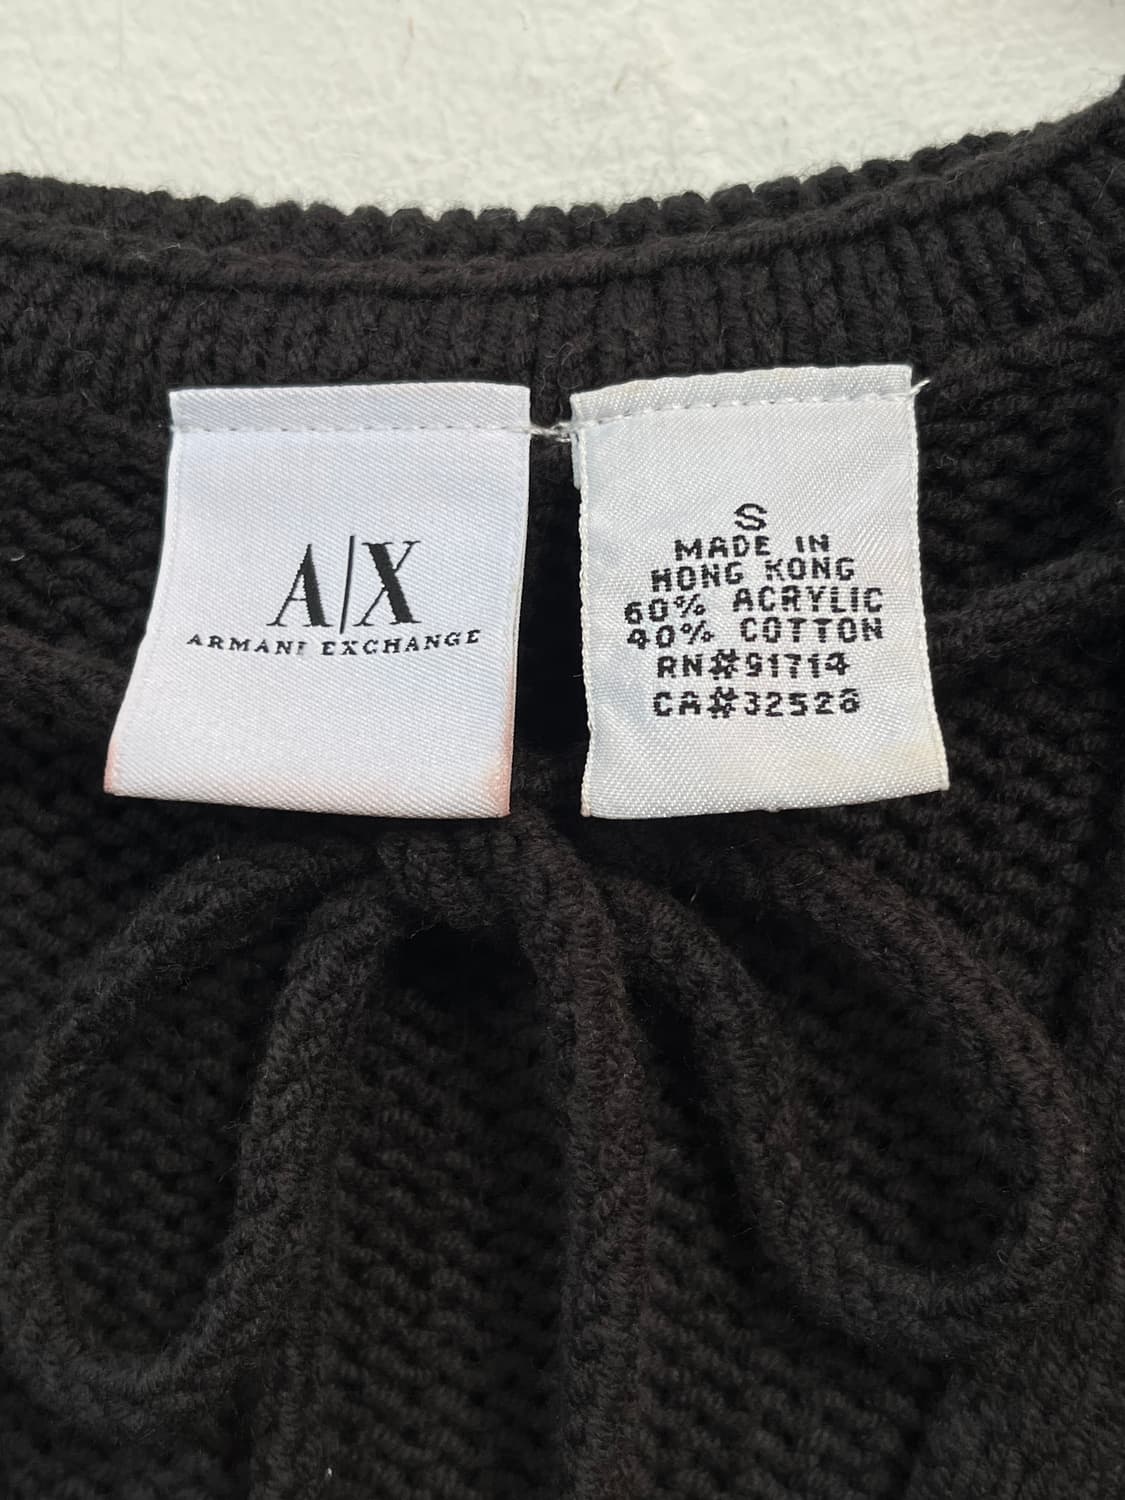 A|X
ARMANI EXCHANGE
S
MADE IN
HONG KONG
60% ACRYLIC
40% COTTON
RN#91714
CA#32526